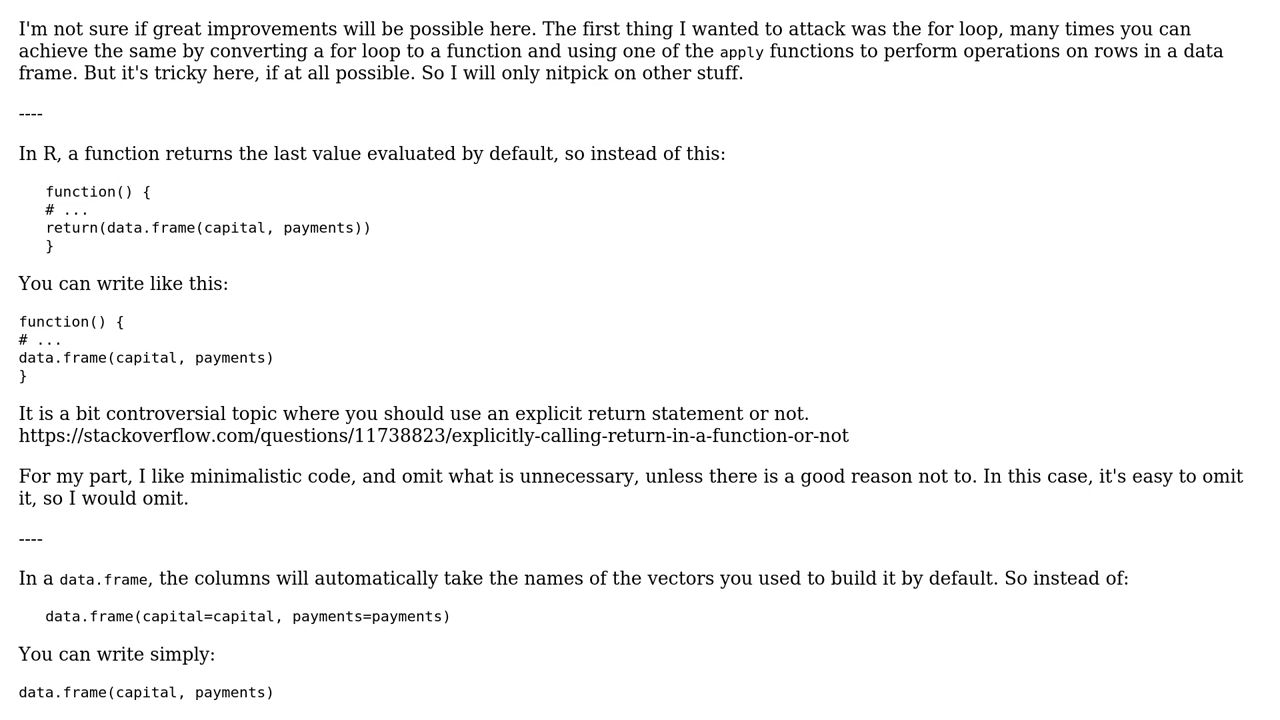 I'm not sure if great improvements will be possible here. The first thing I wanted to attack was the for loop, many times you can
achieve the same by converting a for loop to a function and using one of the apply functions to perform operations on rows in a data
frame. But it's tricky here, if at all possible. So I will only nitpick on other stuff.
----
In R, a function returns the last value evaluated by default, so instead of this:
function() {
# ...
return(data.frame(capital, payments))
}
You can write like this:
function() {
# ...
data.frame(capital, payments)
}
It is a bit controversial topic where you should use an explicit return statement or not.
https://stackoverflow.com/questions/11738823/explicitly-calling-return-in-a-function-or-not
For my part, I like minimalistic code, and omit what is unnecessary, unless there is a good reason not to. In this case, it's easy to omit
it, so I would omit.
----
In a data.frame, the columns will automatically take the names of the vectors you used to build it by default. So instead of:
data.frame(capital=capital, payments=payments)
You can write simply:
data.frame(capital, payments)